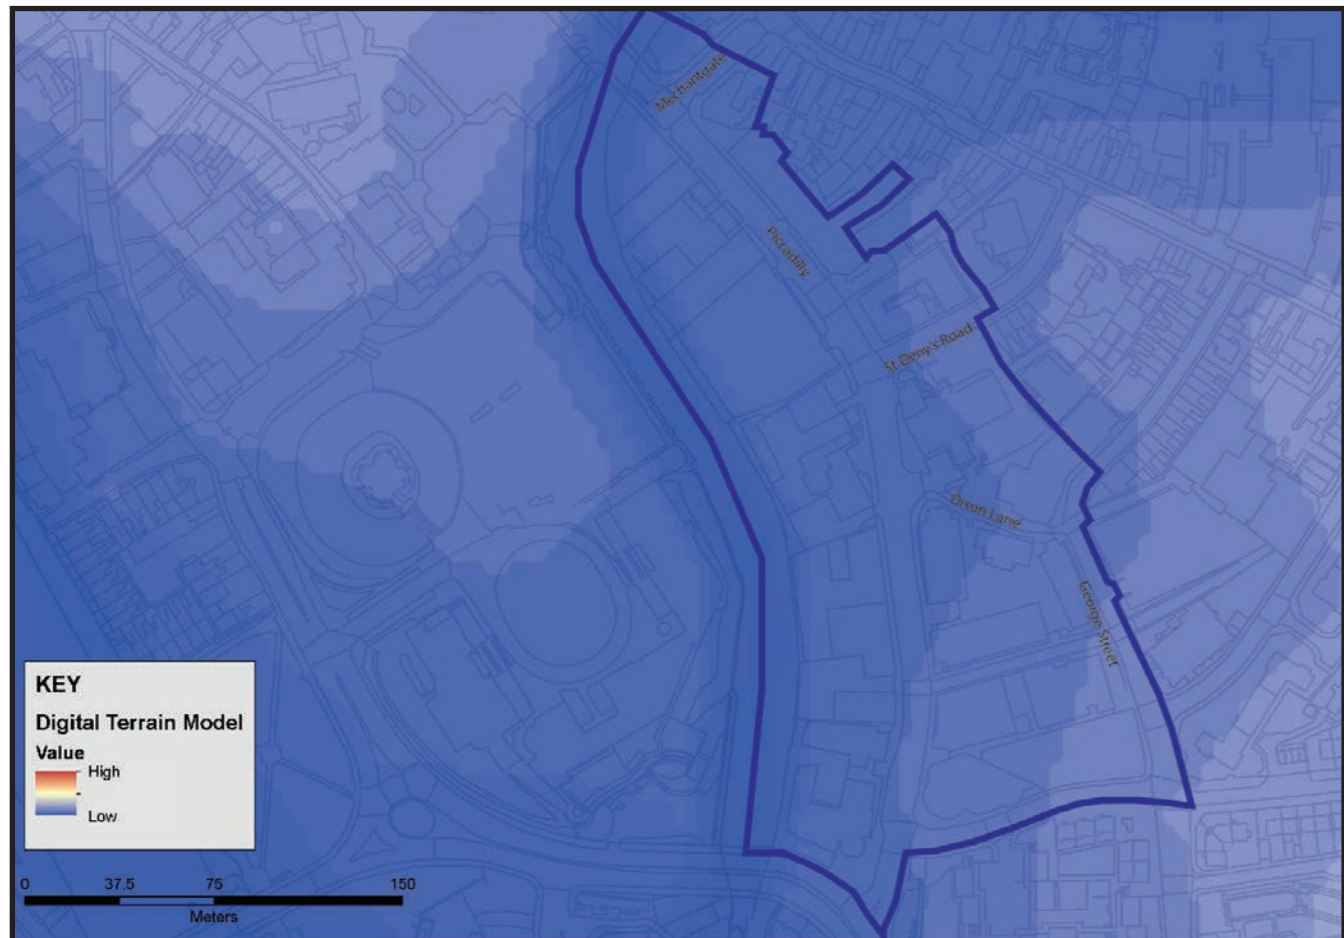 Mechantgate
Piccadilly
St Deny's Road
Dixon Lane
George Street
KEY
Digital Terrain Model
Value
High
Low
0 37.5 75 150
Meters